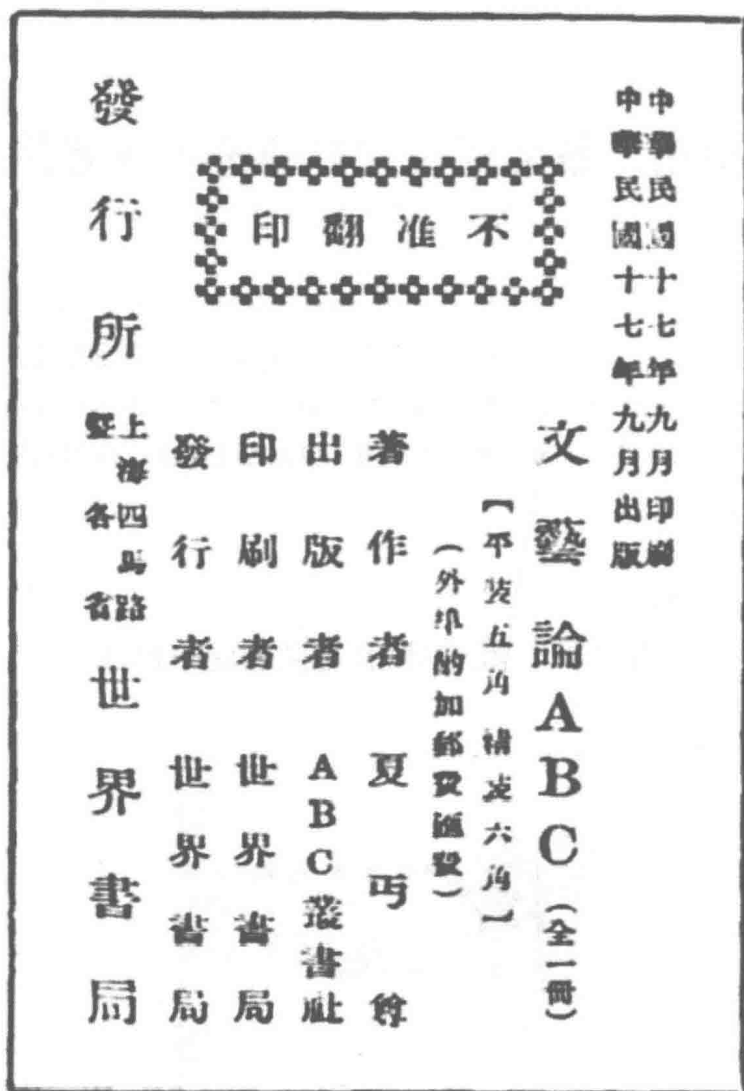 中華民國十七年九月印刷
中華民國十七年九月出版
文藝論ABC（全一冊）
【平裝五角 精裝六角】
（外埠酌加郵費匯費）
不准翻印
著作者 夏丏尊
出版者 ABC叢書社
印刷者 世界書局
發行者 世界書局
發行所 上海四馬路暨各省 世界書局